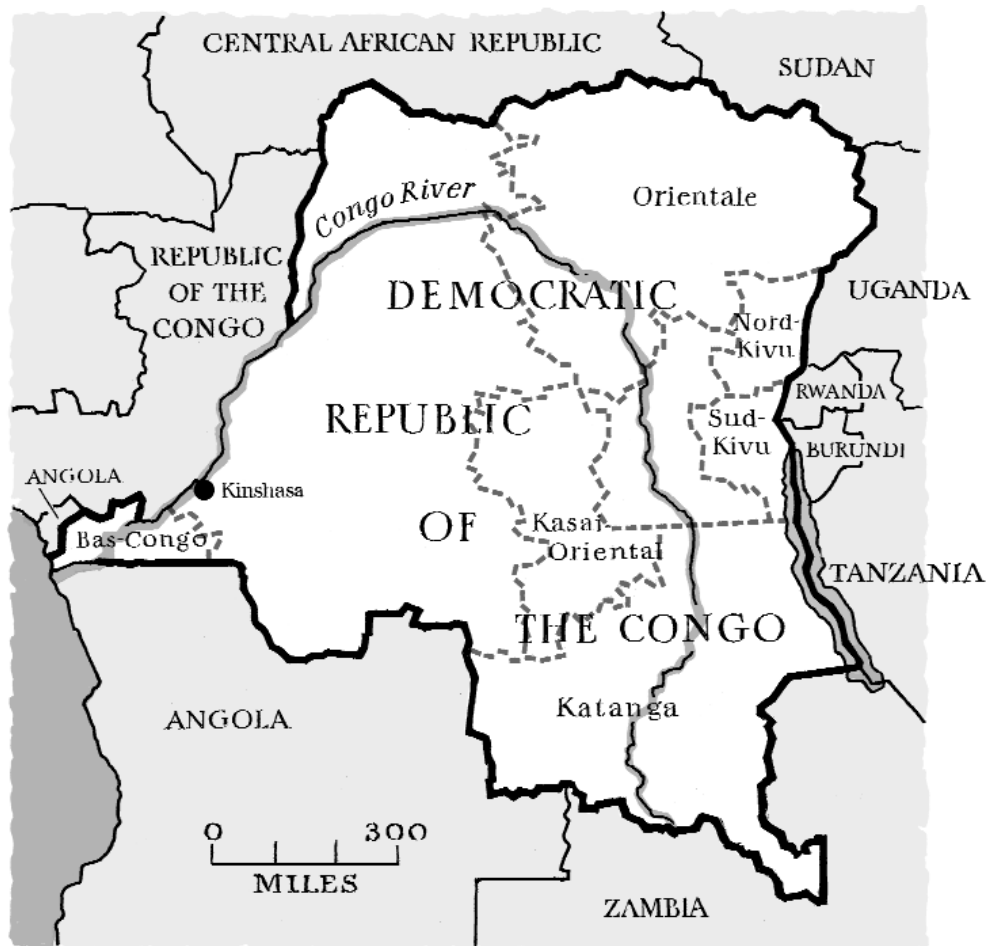 CENTRAL AFRICAN REPUBLIC
SUDAN
Congo River
Orientale
REPUBLIC
OF THE
CONGO
DEMOCRATIC
UGANDA
Nord-
Kivu
RWANDA
REPUBLIC
Sud-
Kivu
BURUNDI
ANGOLA
Kinshasa
Bas-Congo
OF
Kasai-
Oriental
TANZANIA
THE CONGO
Katanga
ANGOLA
0 300
MILES
ZAMBIA